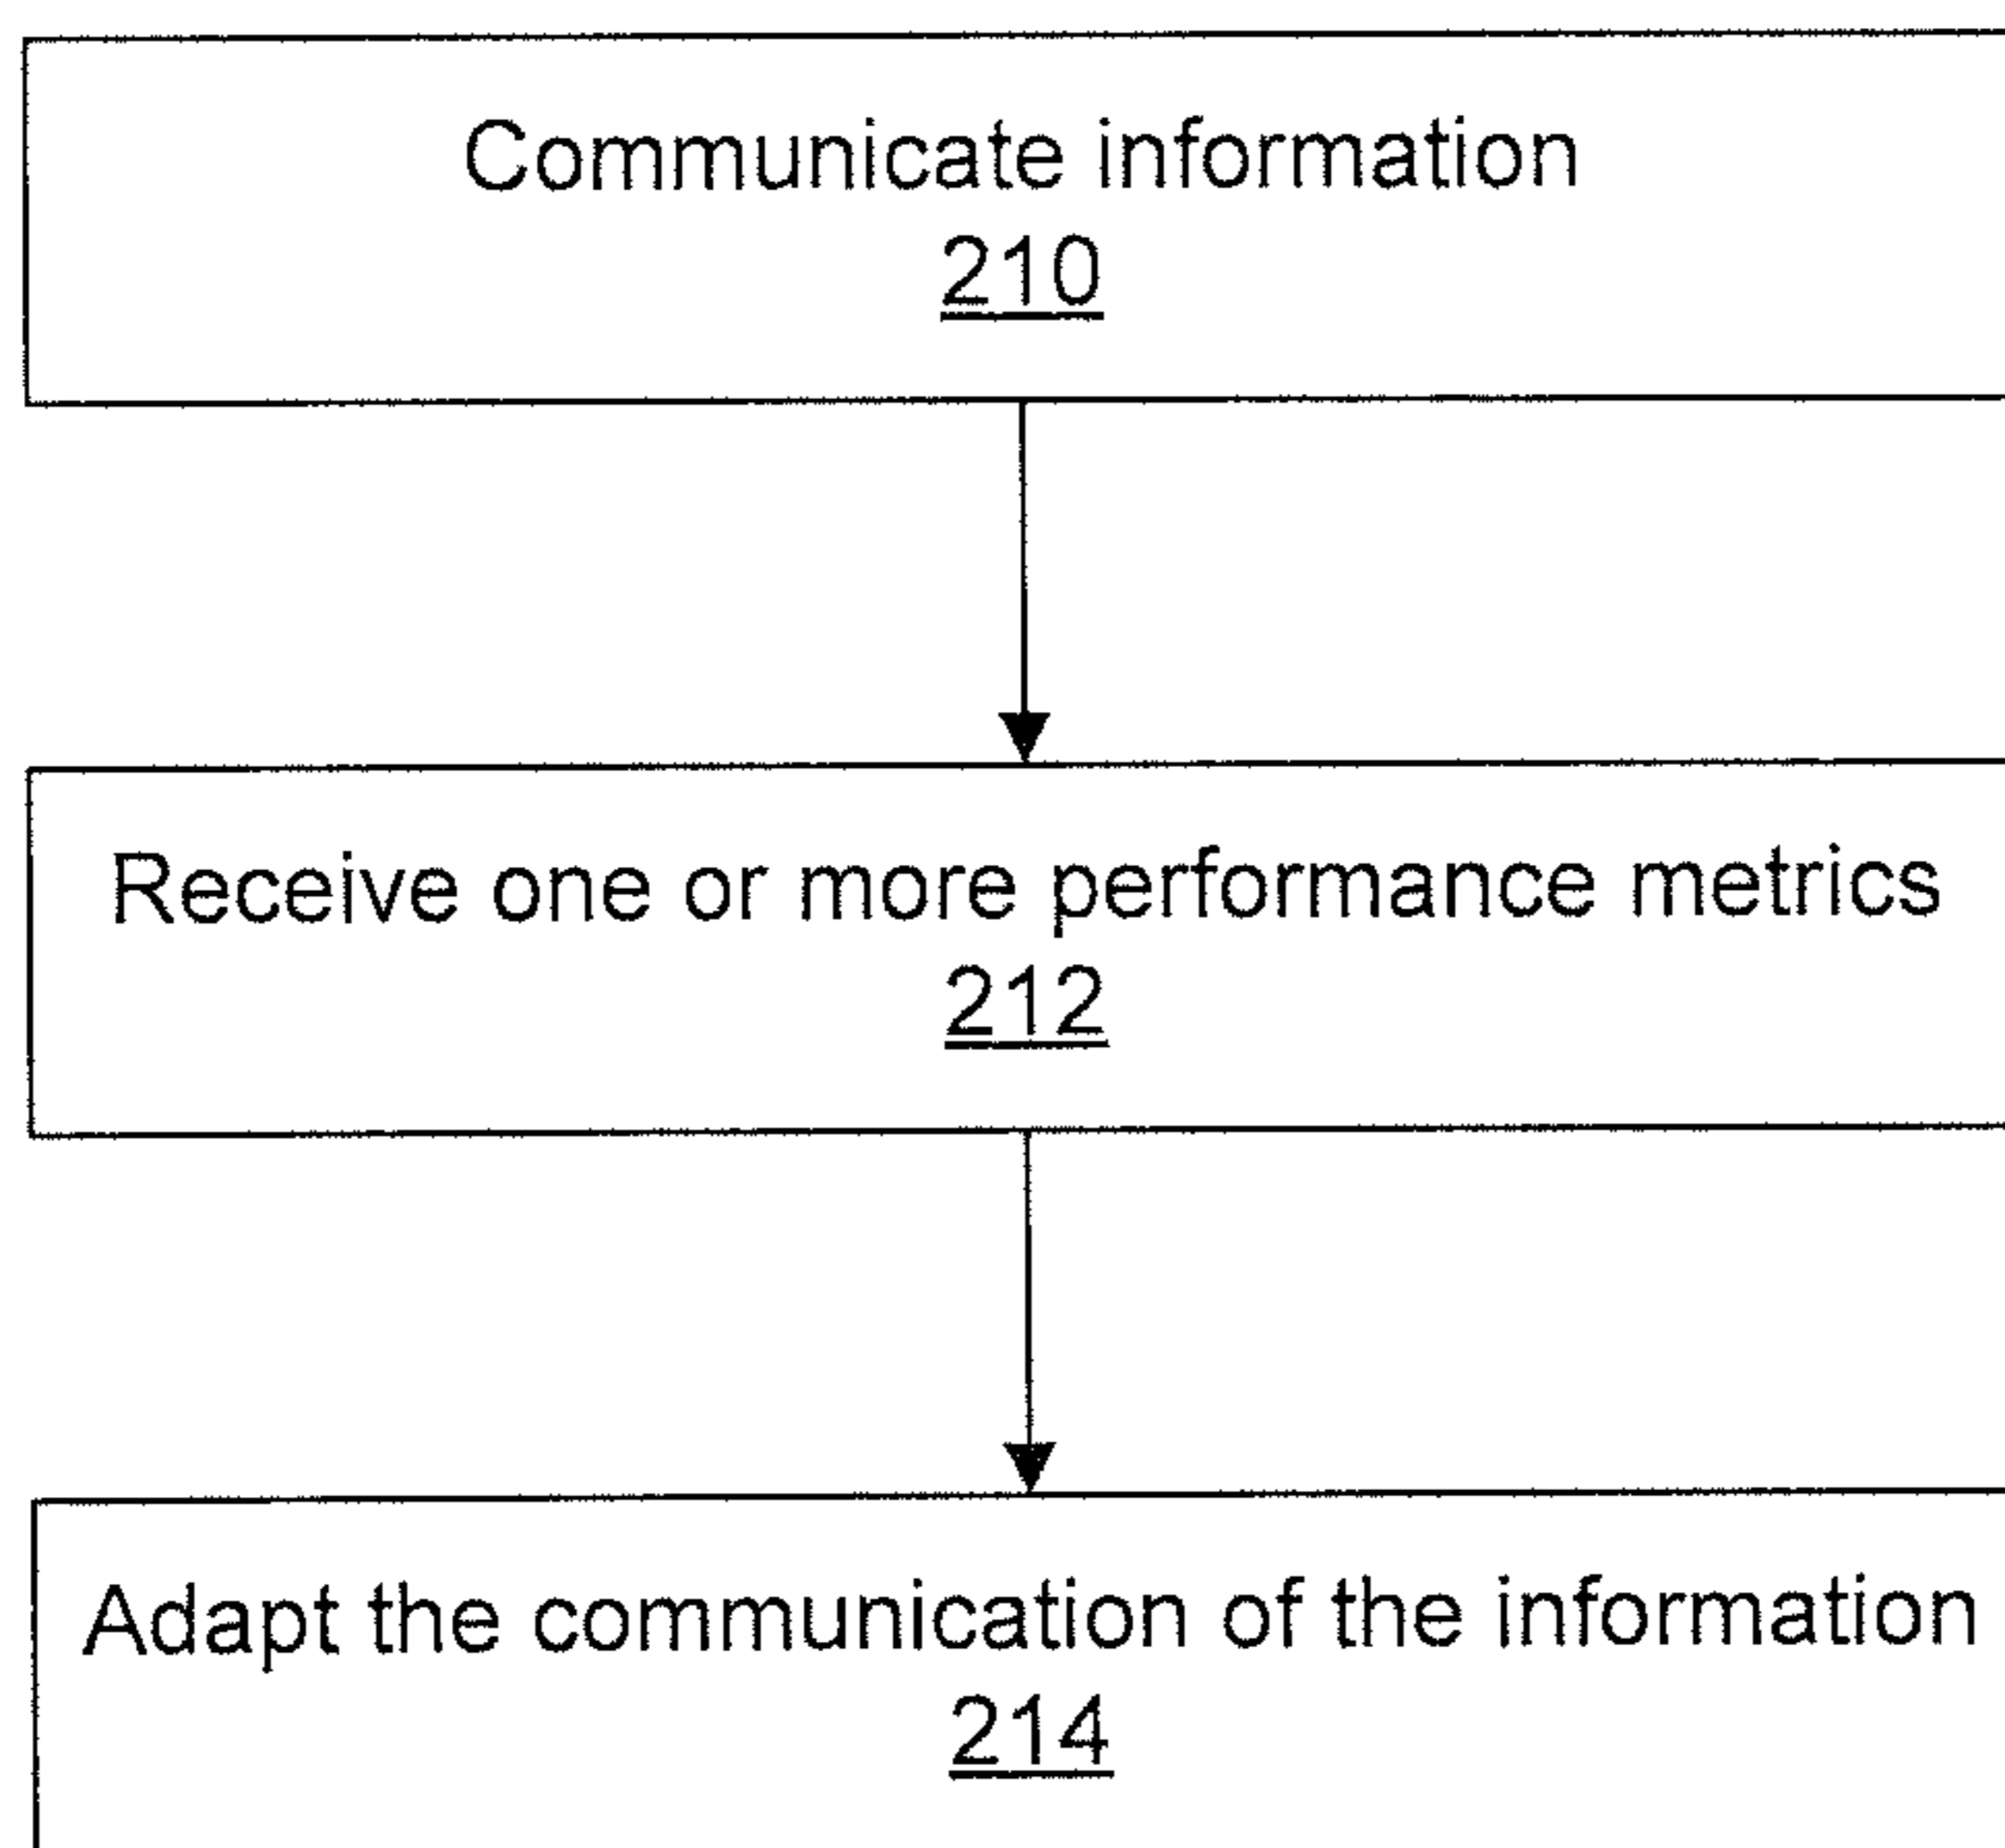 Communicate information
210
Receive one or more performance metrics
212
Adapt the communication of the information
214